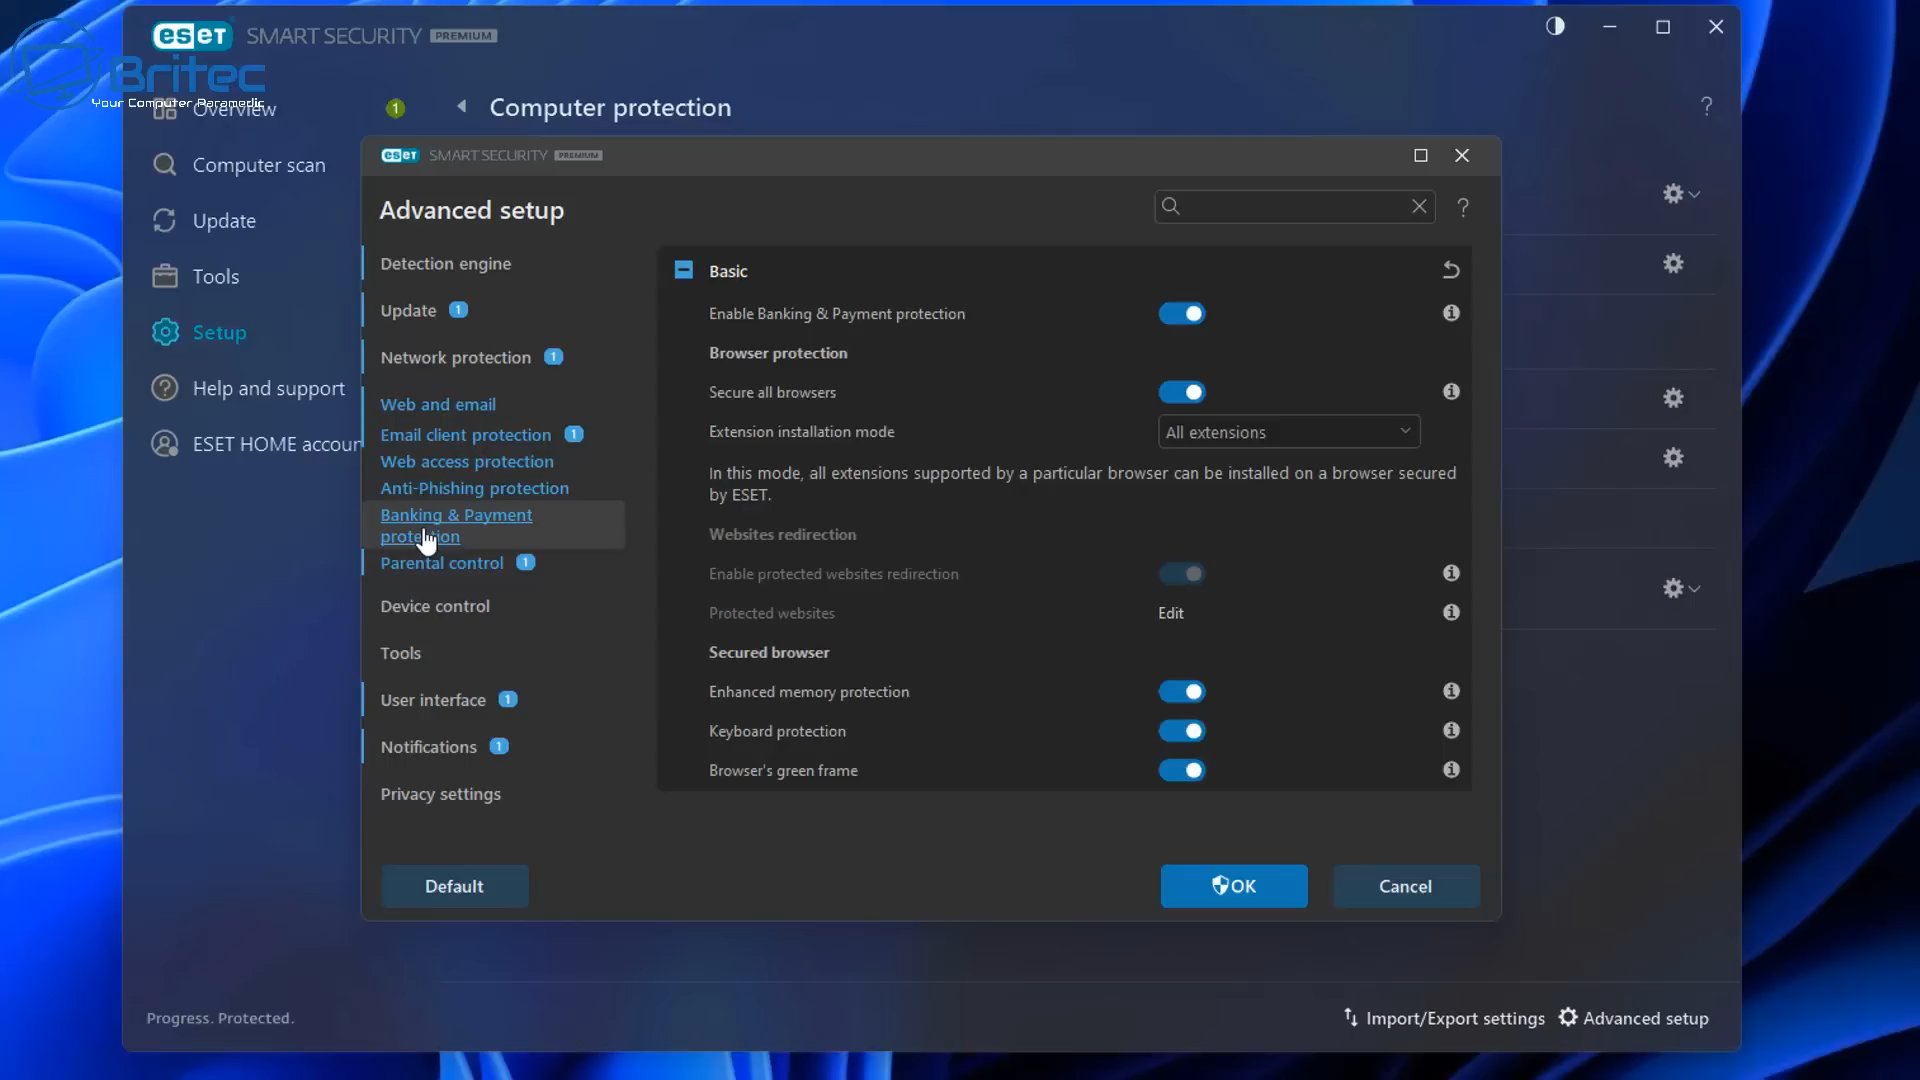 eset SMART SECURITY PREMIUM
Britec
Your Computer Paramedic
Overview
1
Computer protection
?
Computer scan
Update
Tools
Setup
Help and support
ESET HOME accoun
eset SMART SECURITY PREMIUM
Advanced setup
?
Detection engine
Update 1
Network protection 1
Web and email
Email client protection 1
Web access protection
Anti-Phishing protection
Banking & Payment
protection
Parental control 1
Device control
Tools
User interface 1
Notifications 1
Privacy settings
Basic
Enable Banking & Payment protection
Browser protection
Secure all browsers
Extension installation mode
All extensions
In this mode, all extensions supported by a particular browser can be installed on a browser secured
by ESET.
Websites redirection
Enable protected websites redirection
Protected websites
Edit
Secured browser
Enhanced memory protection
Keyboard protection
Browser's green frame
Default
OK
Cancel
Progress. Protected.
Import/Export settings
Advanced setup